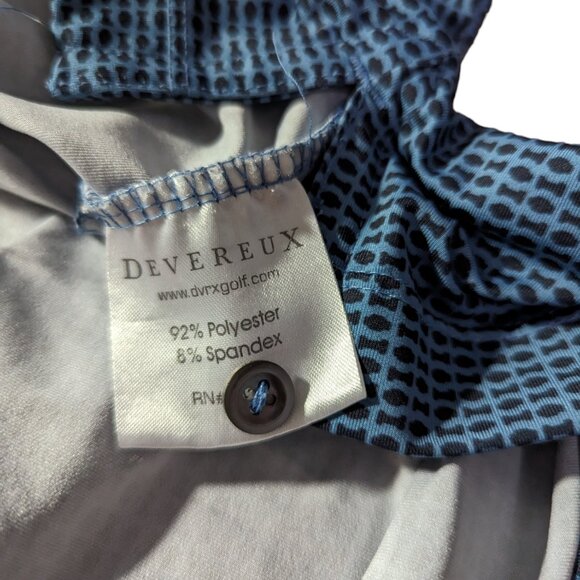 DEVEREUX
www.dvrxgolf.com
92% Polyester
8% Spandex
RN#